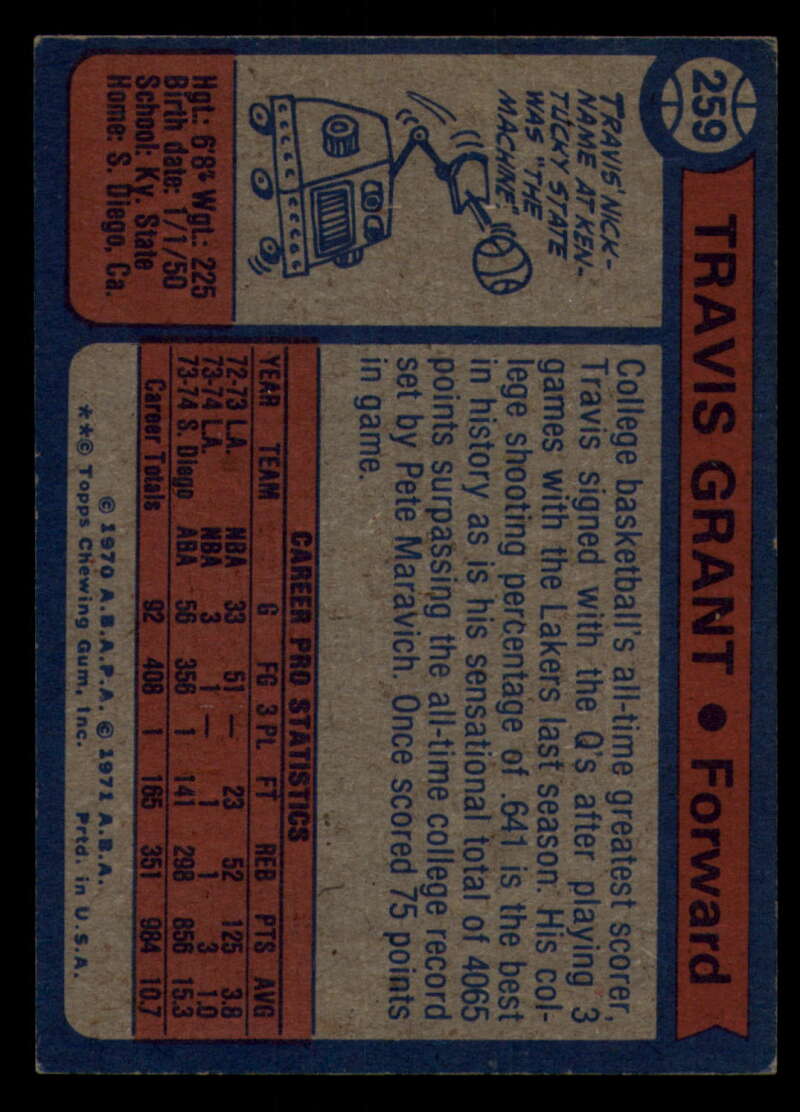 259
TRAVIS GRANT • Forward
TRAVIS' NICK-
NAME AT KEN-
TUCKY STATE
WAS "THE
MACHINE"
Hgt.: 6'8" Wgt.: 225
Birth date: 1/1/50
School: Ky. State
Home: S. Diego, Ca.
College basketball's all-time greatest scorer,
Travis signed with the Q's after playing 3
games with the Lakers last season. His col-
lege shooting percentage of .641 is the best
in history as is his sensational total of 4065
points surpassing the all-time college record
set by Pete Maravich. Once scored 75 points
in game.
CAREER PRO STATISTICS
YEAR TEAM G FG 3 PL FT REB PTS AVG
72-73 LA. NBA 33 51 — 23 52 125 3.8
73-74 LA. NBA 3 1 — 1 1 3 1.0
73-74 S. Diego ABA 56 356 1 141 298 856 15.3
Career Totals 92 408 1 165 351 984 10.7
© 1970 A.B.A.P.A. © 1971 A.B.A.
**© Topps Chewing Gum, Inc. Prtd. in U.S.A.